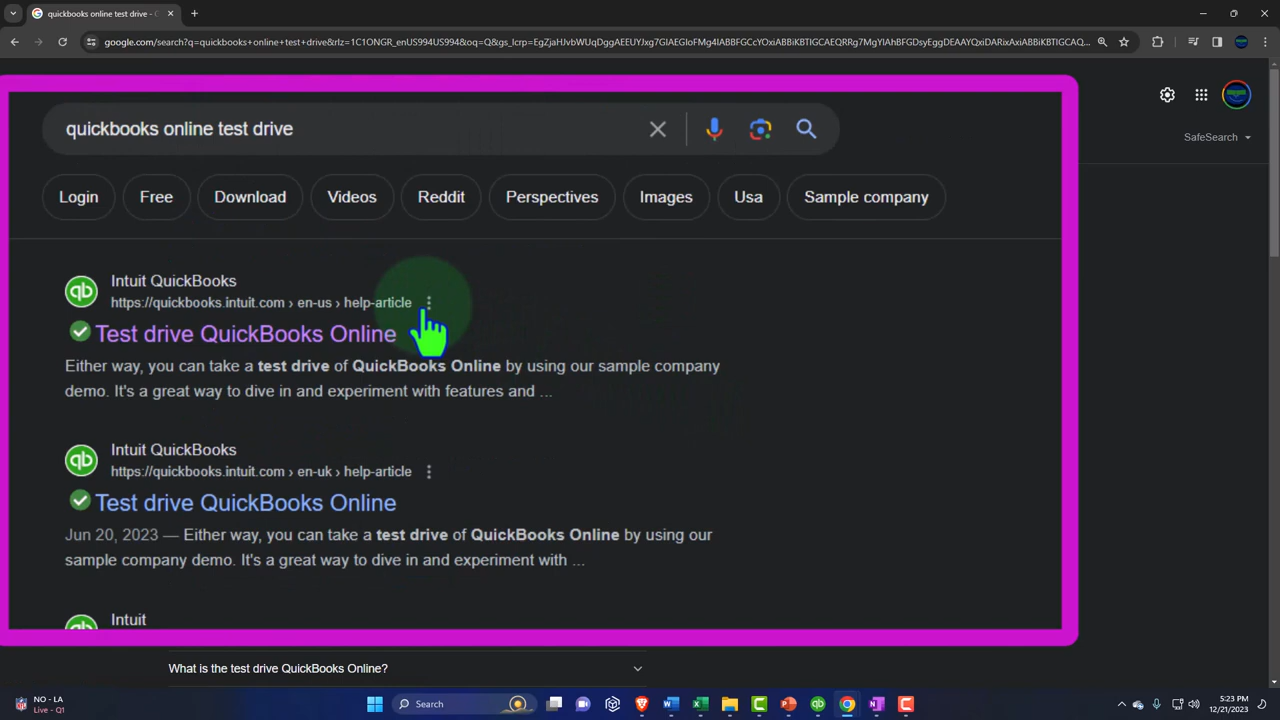 quickbooks online test drive - G
google.com/search?q=quickbooks+online+test+drive&rlz=1C1ONGR_enUS994US994&oq=Q&gs_lcrp=
quickbooks online test drive
SafeSearch
Login
Free
Download
Videos
Reddit
Perspectives
Images
Usa
Sample company
qb
Intuit QuickBooks
https://quickbooks.intuit.com › en-us › help-article
Test drive QuickBooks Online
Either way, you can take a test drive of QuickBooks Online by using our sample company
demo. It's a great way to dive in and experiment with features and ...
qb
Intuit QuickBooks
https://quickbooks.intuit.com › en-uk › help-article
Test drive QuickBooks Online
Jun 20, 2023 — Either way, you can take a test drive of QuickBooks Online by using our
sample company demo. It's a great way to dive in and experiment with ...
Intuit
What is the test drive QuickBooks Online?
NO - LA
Live - Q1
Search
5:23 PM
12/21/2023